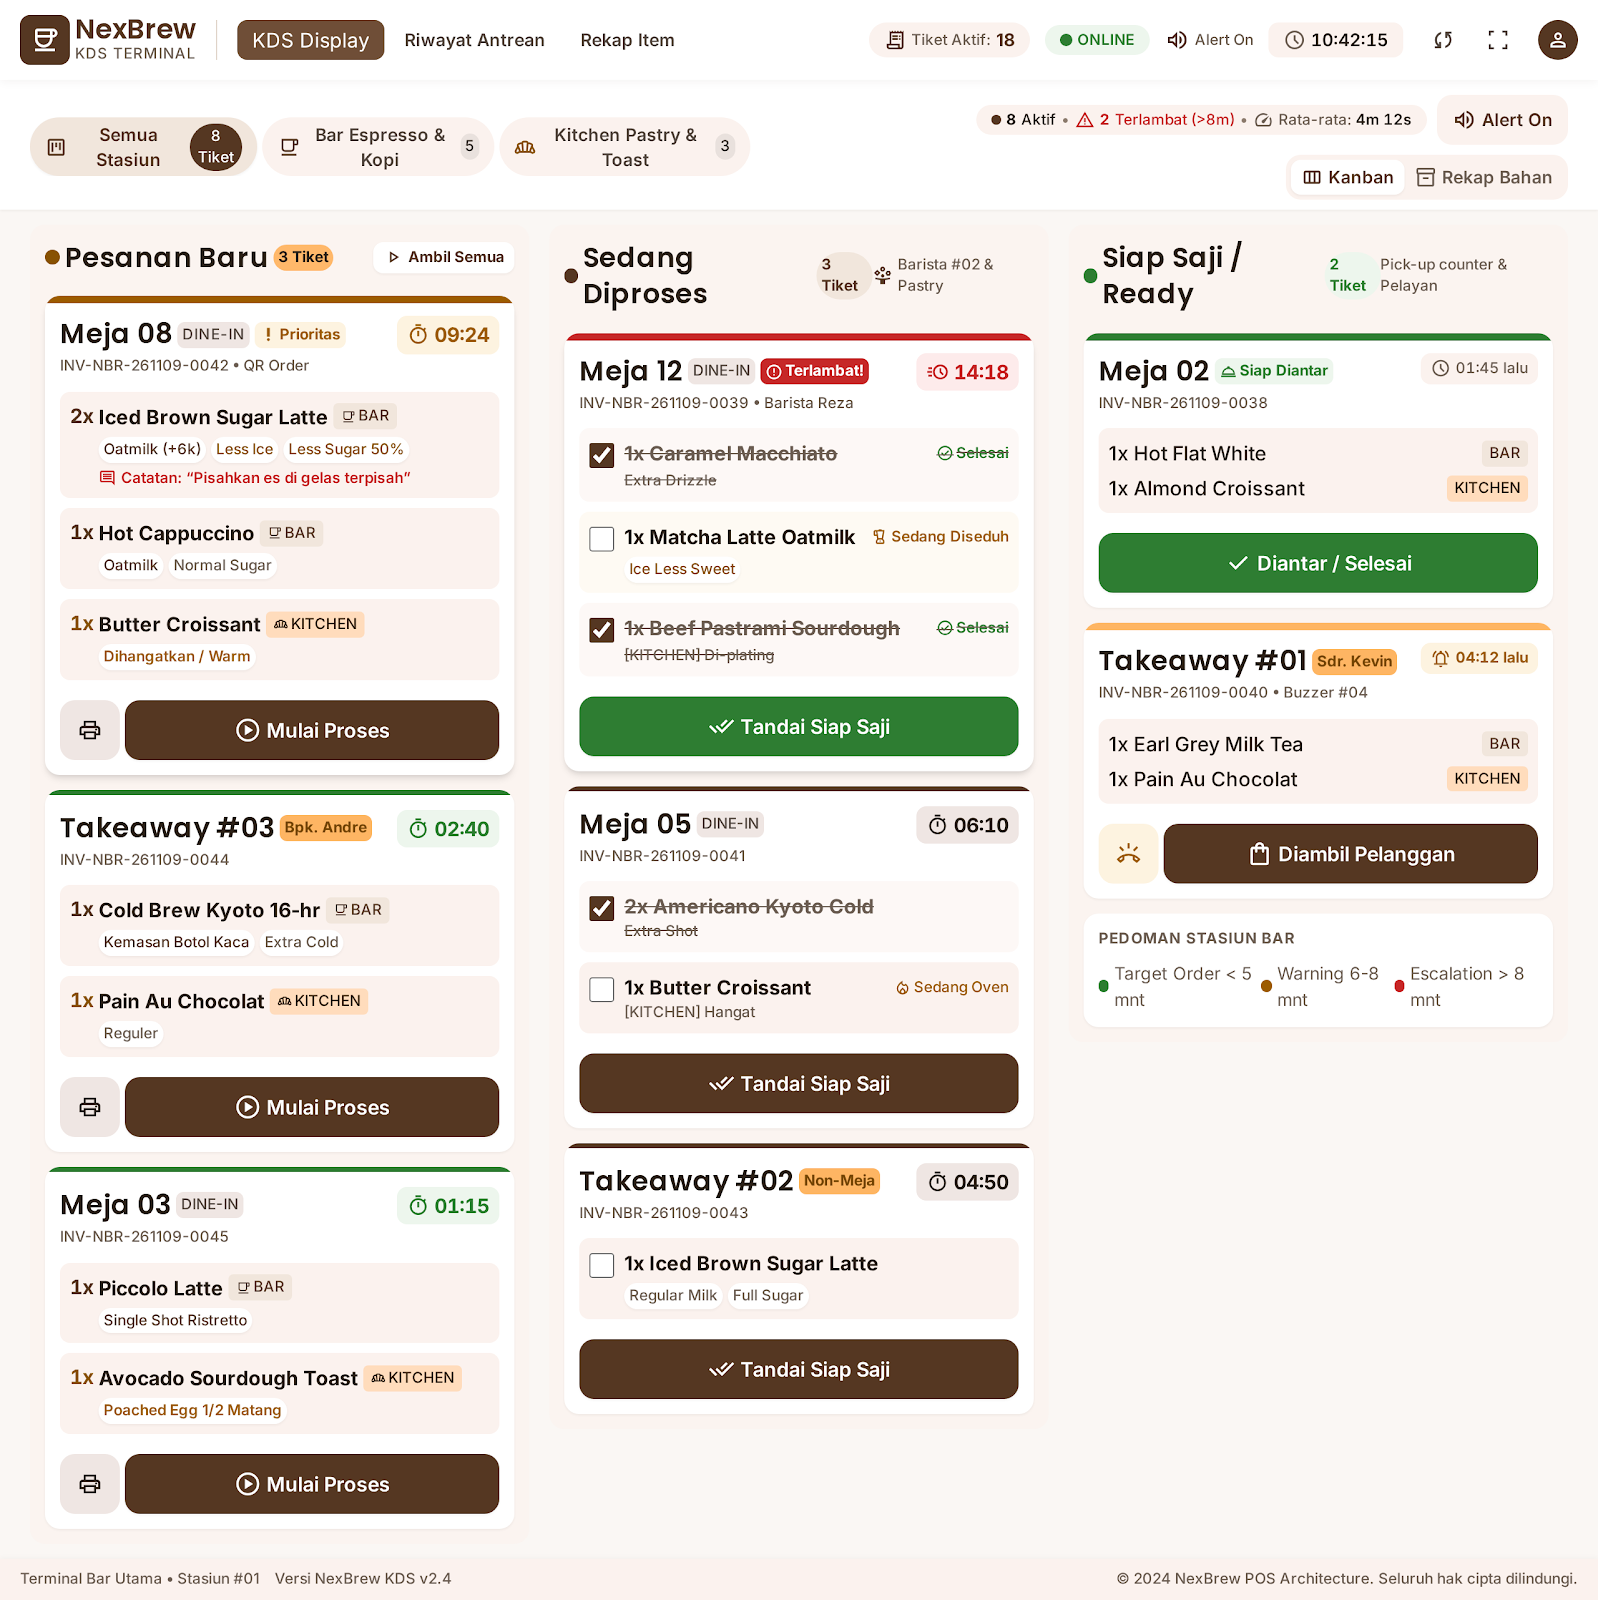 NexBrew
KDS TERMINAL
KDS Display
Riwayat Antrean
Rekap Item
Tiket Aktif: 18
ONLINE
Alert On
10:42:15
Semua Stasiun
8 Tiket
Bar Espresso & Kopi
5
Kitchen Pastry & Toast
3
8 Aktif • 2 Terlambat (>8m) • Rata-rata: 4m 12s
Alert On
Kanban
Rekap Bahan
Pesanan Baru
3 Tiket
Ambil Semua
Meja 08 DINE-IN Prioritas 09:24
INV-NBR-261109-0042 • QR Order
2x Iced Brown Sugar Latte BAR
Oatmilk (+6k) Less Ice Less Sugar 50%
Catatan: “Pisahkan es di gelas terpisah”
1x Hot Cappuccino BAR
Oatmilk Normal Sugar
1x Butter Croissant KITCHEN
Dihangatkan / Warm
Mulai Proses
Takeaway #03 Bpk. Andre 02:40
INV-NBR-261109-0044
1x Cold Brew Kyoto 16-hr BAR
Kemasan Botol Kaca Extra Cold
1x Pain Au Chocolat KITCHEN
Reguler
Mulai Proses
Meja 03 DINE-IN 01:15
INV-NBR-261109-0045
1x Piccolo Latte BAR
Single Shot Ristretto
1x Avocado Sourdough Toast KITCHEN
Poached Egg 1/2 Matang
Mulai Proses
Sedang
Diproses
3
Tiket
Barista #02 &
Pastry
Meja 12 DINE-IN Terlambat! 14:18
INV-NBR-261109-0039 • Barista Reza
1x Caramel Macchiato Selesai
Extra Drizzle
1x Matcha Latte Oatmilk Sedang Diseduh
Ice Less Sweet
1x Beef Pastrami Sourdough Selesai
[KITCHEN] Di-plating
Tandai Siap Saji
Meja 05 DINE-IN 06:10
INV-NBR-261109-0041
2x Americano Kyoto Cold
Extra Shot
1x Butter Croissant Sedang Oven
[KITCHEN] Hangat
Tandai Siap Saji
Takeaway #02 Non-Meja 04:50
INV-NBR-261109-0043
1x Iced Brown Sugar Latte
Regular Milk Full Sugar
Tandai Siap Saji
Siap Saji /
Ready
2
Tiket
Pick-up counter &
Pelayan
Meja 02 Siap Diantar 01:45 lalu
INV-NBR-261109-0038
1x Hot Flat White BAR
1x Almond Croissant KITCHEN
Diantar / Selesai
Takeaway #01 Sdr. Kevin 04:12 lalu
INV-NBR-261109-0040 • Buzzer #04
1x Earl Grey Milk Tea BAR
1x Pain Au Chocolat KITCHEN
Diambil Pelanggan
PEDOMAN STASIUN BAR
Target Order < 5 mnt
Warning 6-8 mnt
Escalation > 8 mnt
Terminal Bar Utama • Stasiun #01 Versi NexBrew KDS v2.4
© 2024 NexBrew POS Architecture. Seluruh hak cipta dilindungi.